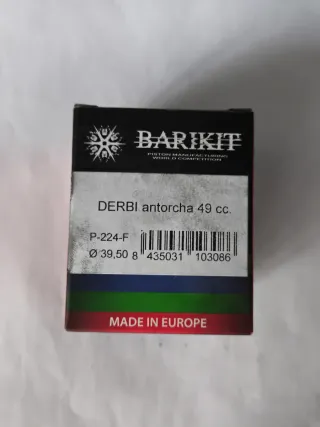 BARIKIT
PISTON MANUFACTURING
WORLD COMPETITION
DERBI antorcha 49 cc.
P-224-F
Ø 39,50 8 435031 103086
MADE IN EUROPE